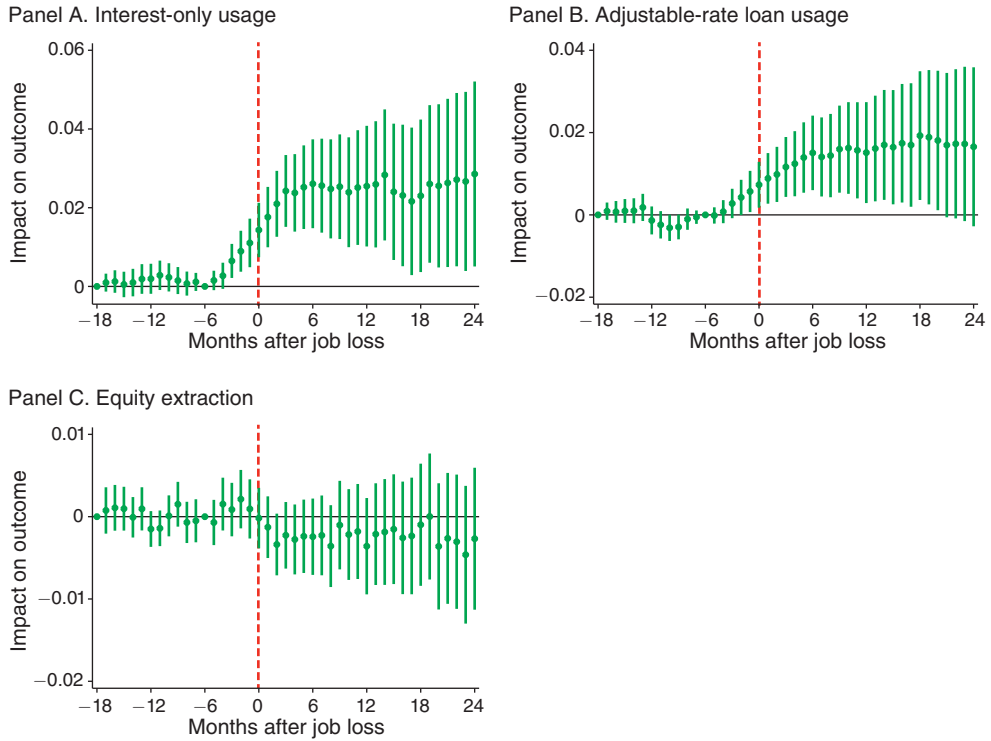 Panel A. Interest-only usage
Impact on outcome
0.06
0.04
0.02
0
−18 −12 −6 0 6 12 18 24
Months after job loss
Panel B. Adjustable-rate loan usage
Impact on outcome
0.04
0.02
0
−0.02
−18 −12 −6 0 6 12 18 24
Months after job loss
Panel C. Equity extraction
Impact on outcome
0.01
0
−0.01
−0.02
−18 −12 −6 0 6 12 18 24
Months after job loss